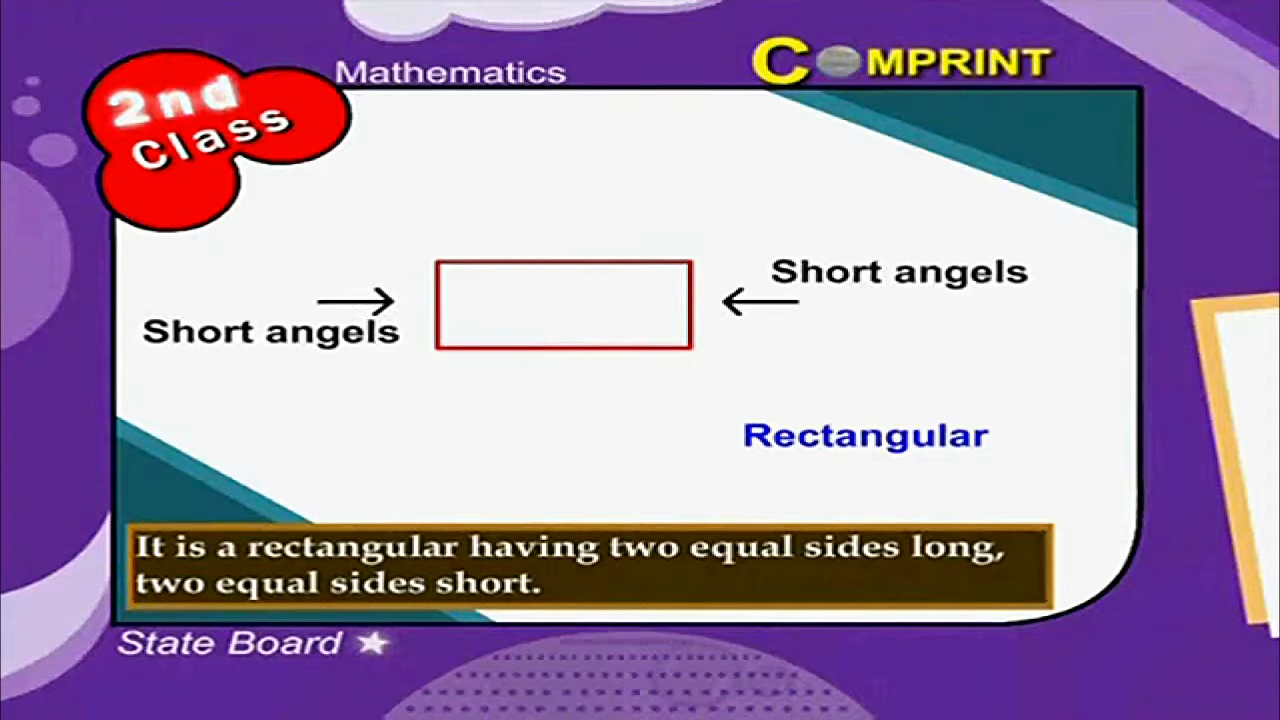 Mathematics
COMPRINT
2nd
Class
Short angels
Short angels
Rectangular
It is a rectangular having two equal sides long,
two equal sides short.
State Board